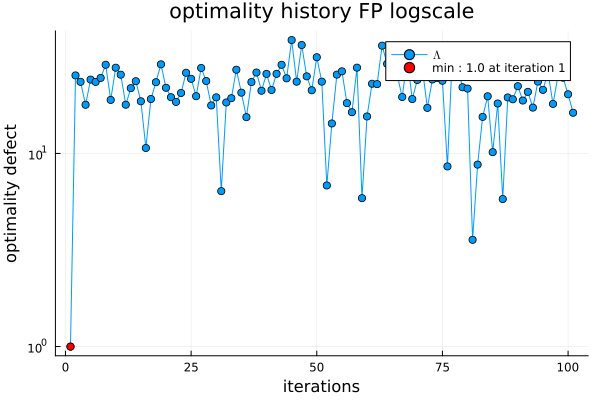 optimality history FP logscale
Λ
min : 1.0 at iteration 1
optimality defect
10¹
10⁰
0
25
50
75
100
iterations